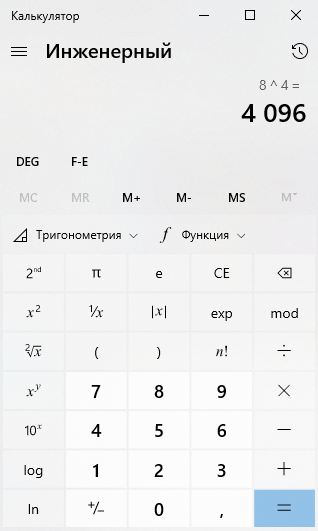 Калькулятор
Инженерный
8 ^ 4 =
4 096
DEG F-E
MC MR M+ M- MS M˅
Тригонометрия f Функция
2ⁿᵈ π e CE
x² ¹/x |x| exp mod
²√x ( ) n! ÷
xʸ 7 8 9 ×
10ˣ 4 5 6 −
log 1 2 3 +
ln +/− 0 , =